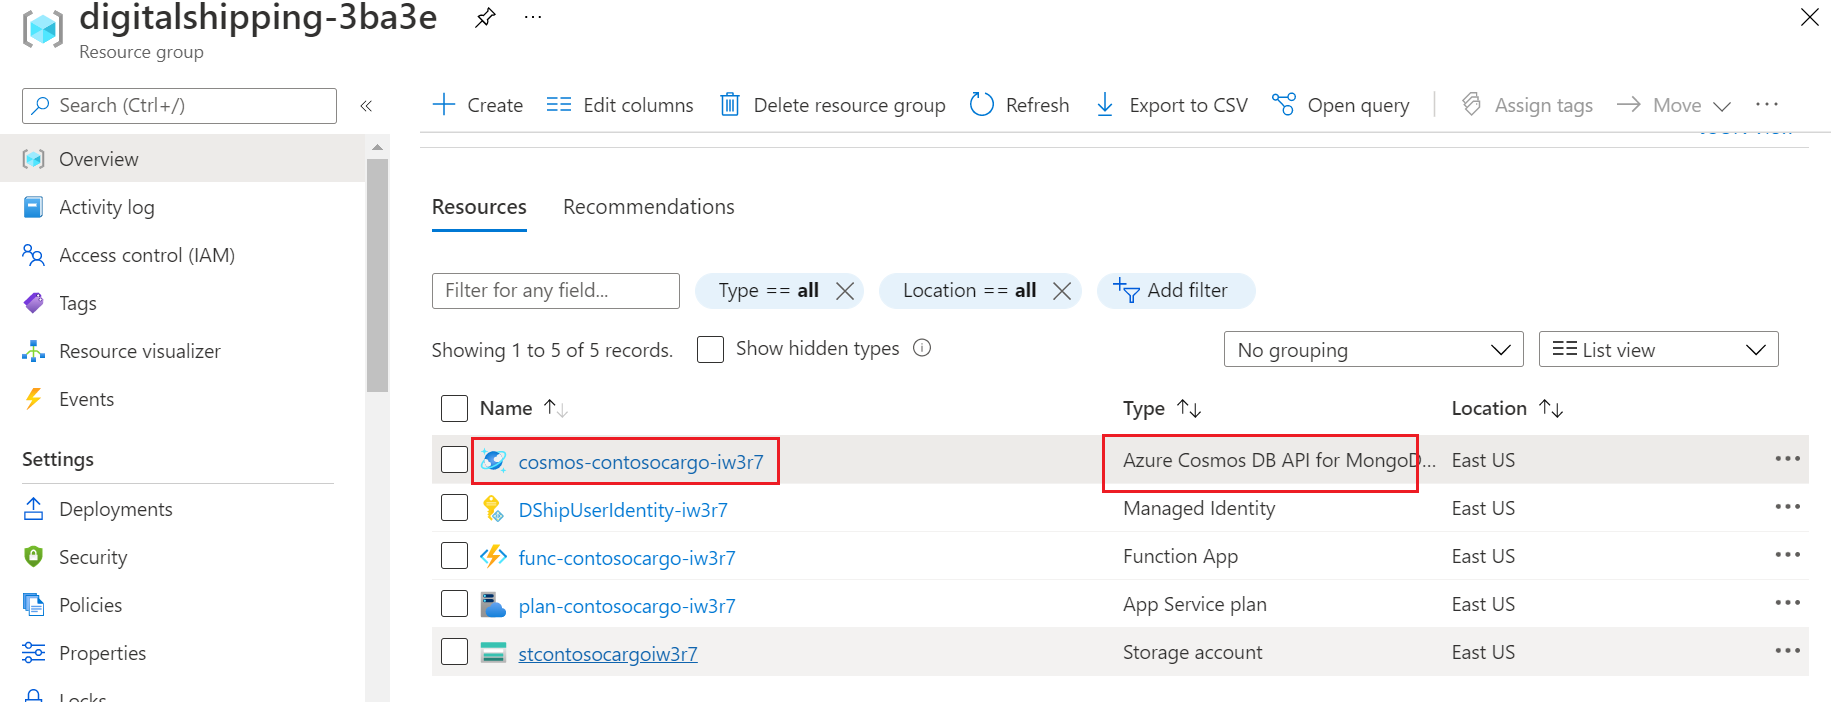 digitalshipping-3ba3e
Resource group
Search (Ctrl+/)
Create Edit columns Delete resource group Refresh Export to CSV Open query Assign tags Move
Overview
Activity log
Access control (IAM)
Tags
Resource visualizer
Events
Settings
Deployments
Security
Policies
Properties
Locks
Resources Recommendations
Filter for any field...
Type == all Location == all Add filter
Showing 1 to 5 of 5 records. Show hidden types No grouping List view
Name Type Location
cosmos-contosocargo-iw3r7 Azure Cosmos DB API for MongoD... East US
DShipUserIdentity-iw3r7 Managed Identity East US
func-contosocargo-iw3r7 Function App East US
plan-contosocargo-iw3r7 App Service plan East US
stcontosocargoiw3r7 Storage account East US